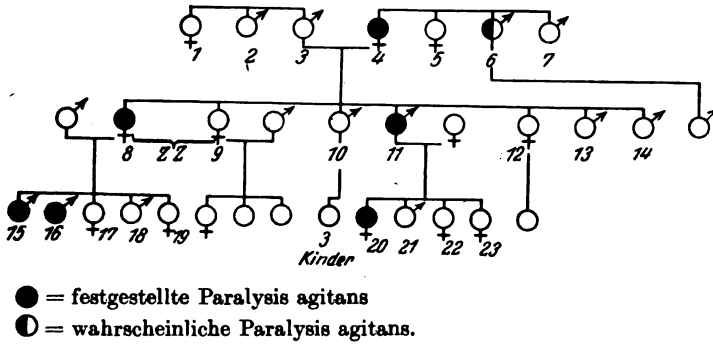 1 2 3 4 5 6 7
8 ZZ 9 10 11 12 13 14
15 16 17 18 19 3 20 21 22 23
Kinder
= festgestellte Paralysis agitans
= wahrscheinliche Paralysis agitans.